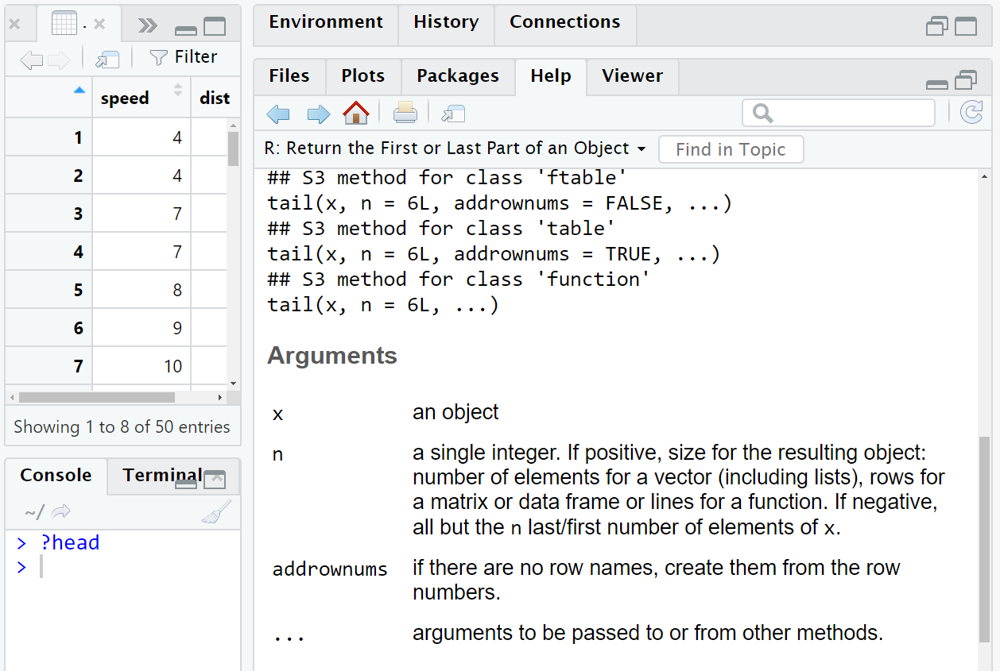 .
Filter
speed dist
1 4
2 4
3 7
4 7
5 8
6 9
7 10
Showing 1 to 8 of 50 entries
Console Terminal
~/
> ?head
>
Environment History Connections
Files Plots Packages Help Viewer
R: Return the First or Last Part of an Object Find in Topic
## S3 method for class 'ftable'
tail(x, n = 6L, addrownums = FALSE, ...)
## S3 method for class 'table'
tail(x, n = 6L, addrownums = TRUE, ...)
## S3 method for class 'function'
tail(x, n = 6L, ...)
Arguments
x an object
n a single integer. If positive, size for the resulting object:
number of elements for a vector (including lists), rows for
a matrix or data frame or lines for a function. If negative,
all but the n last/first number of elements of x.
addrownums if there are no row names, create them from the row
numbers.
... arguments to be passed to or from other methods.